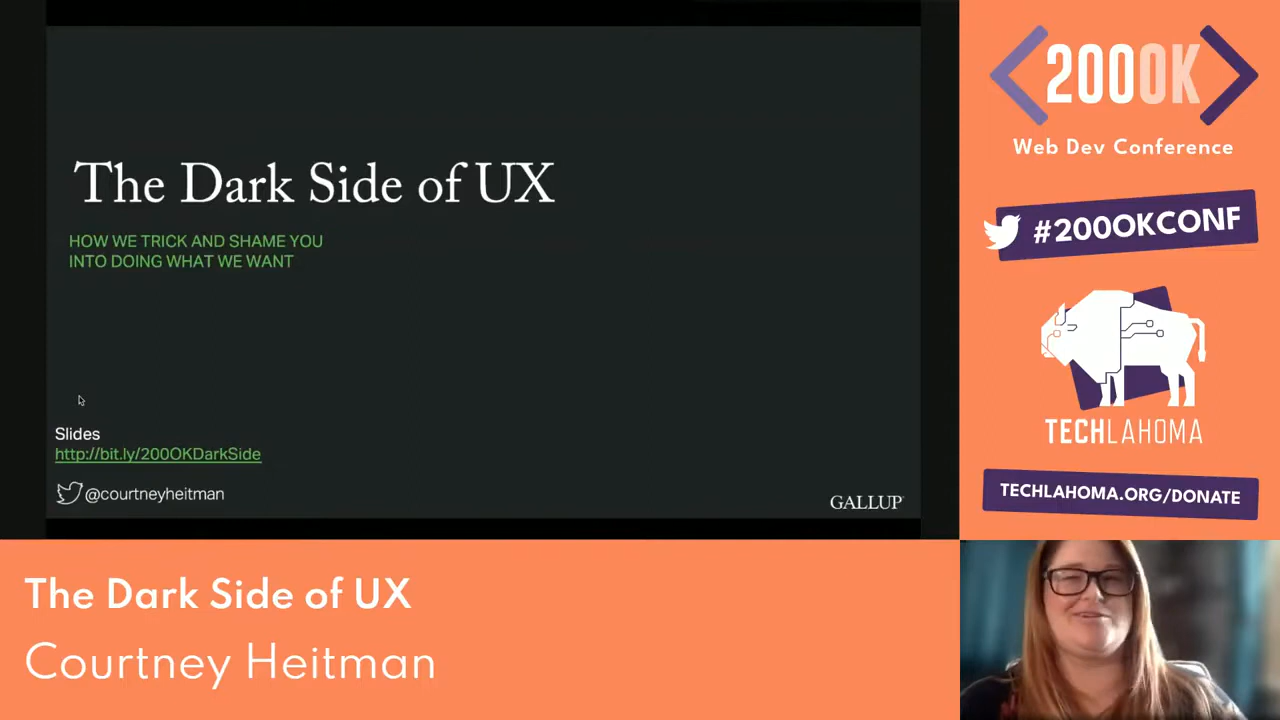 The Dark Side of UX
HOW WE TRICK AND SHAME YOU
INTO DOING WHAT WE WANT
Slides
http://bit.ly/200OKDarkSide
@courtneyheitman
GALLUP
200OK
Web Dev Conference
#200OKCONF
TECHLAHOMA
TECHLAHOMA.ORG/DONATE
The Dark Side of UX
Courtney Heitman